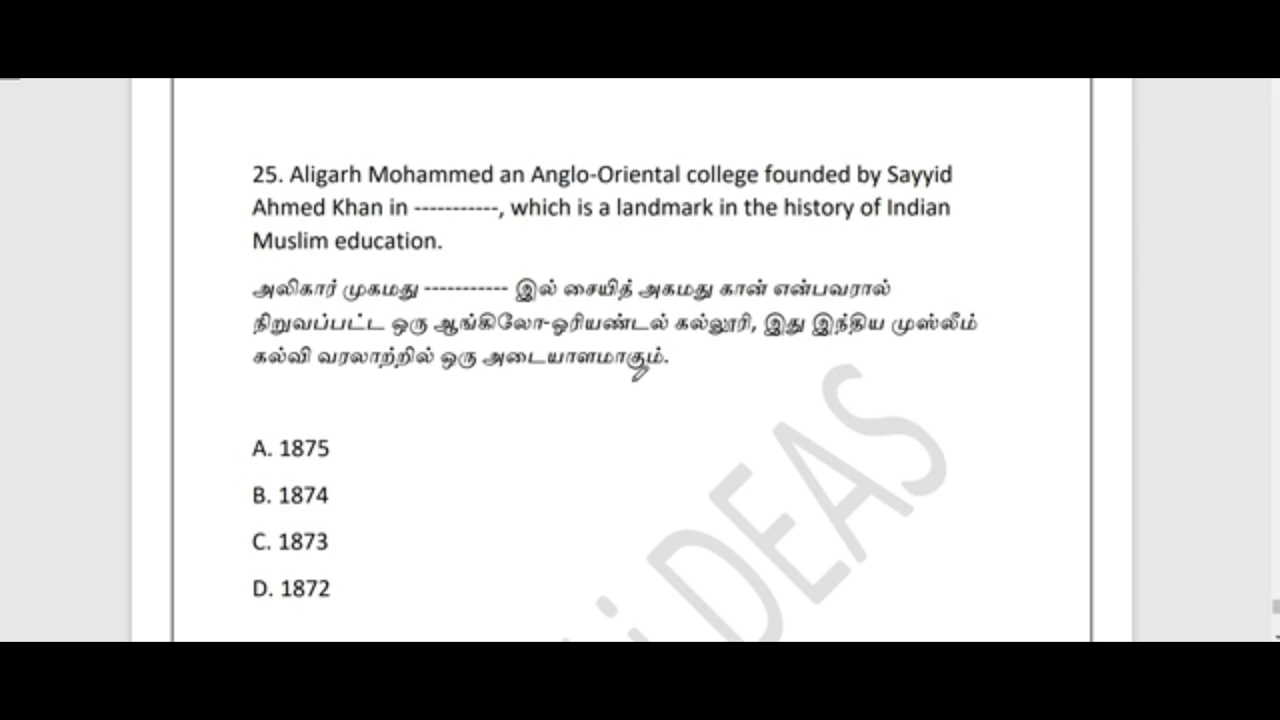 25. Aligarh Mohammed an Anglo-Oriental college founded by Sayyid
Ahmed Khan in -----------, which is a landmark in the history of Indian
Muslim education.
அலிகார் முகமது ----------- இல் சையித் அகமது கான் என்பவரால்
நிறுவப்பட்ட ஒரு ஆங்கிலோ-ஓரியண்டல் கல்லூரி, இது இந்திய முஸ்லீம்
கல்வி வரலாற்றில் ஒரு அடையாளமாகும்.
A. 1875
B. 1874
C. 1873
D. 1872
DEAS